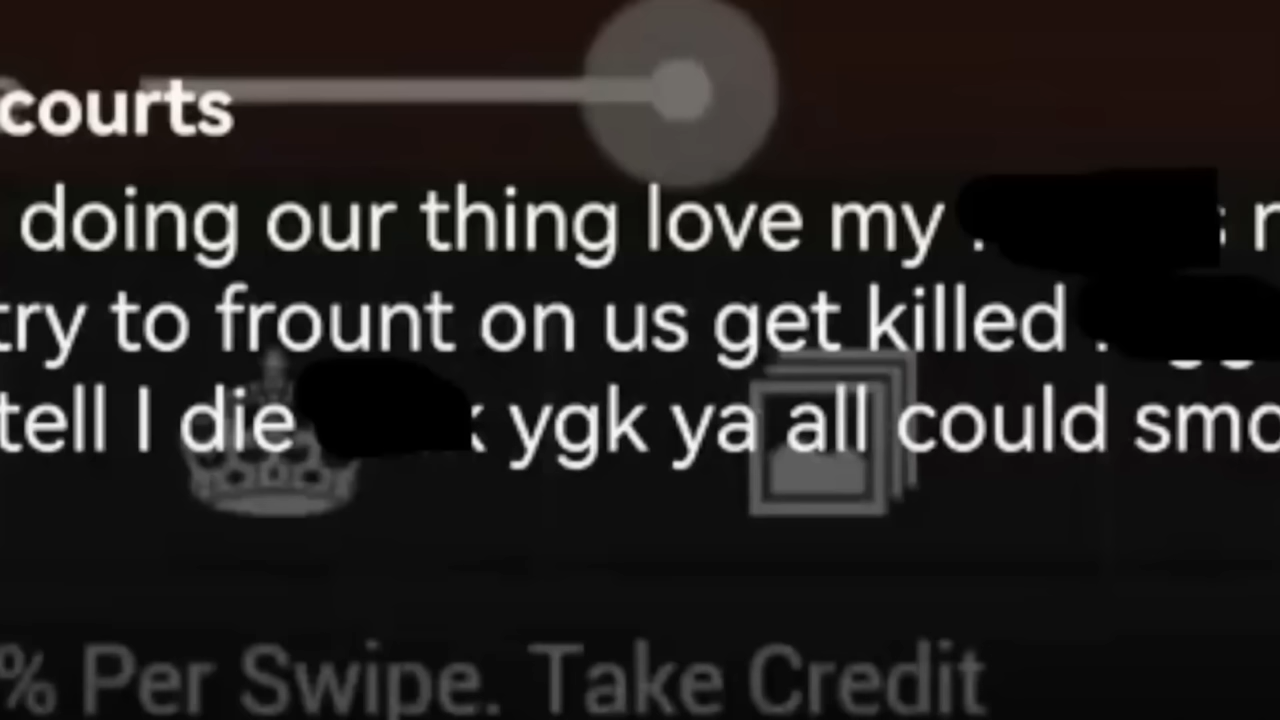 courts
doing our thing love my
try to frount on us get killed
tell I die ygk ya all could
% Per Swipe. Take Credit